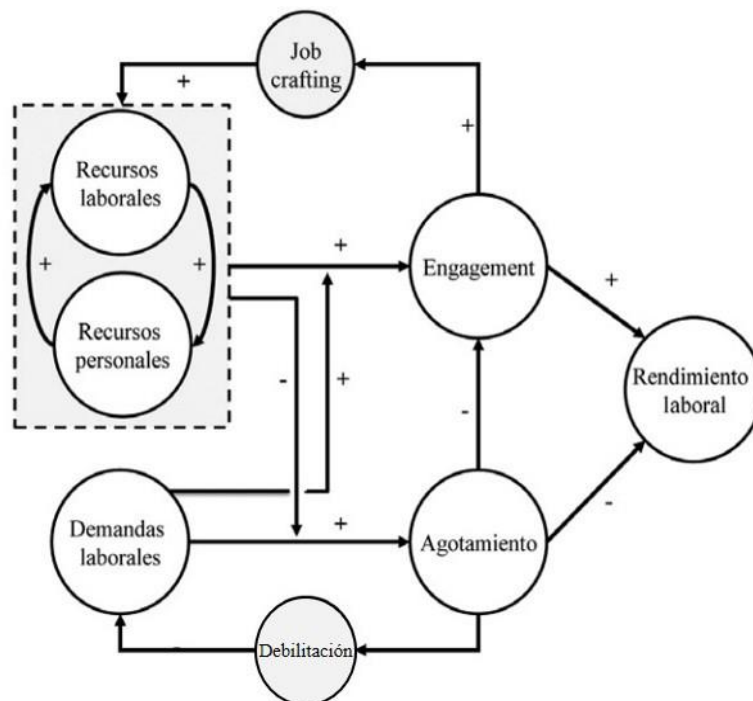 Job
crafting
+
+
Recursos
laborales
+
+
+
Engagement
+
Recursos
personales
-
+
Rendimiento
laboral
-
Demandas
laborales
+
Agotamiento
-
Debilitación
-